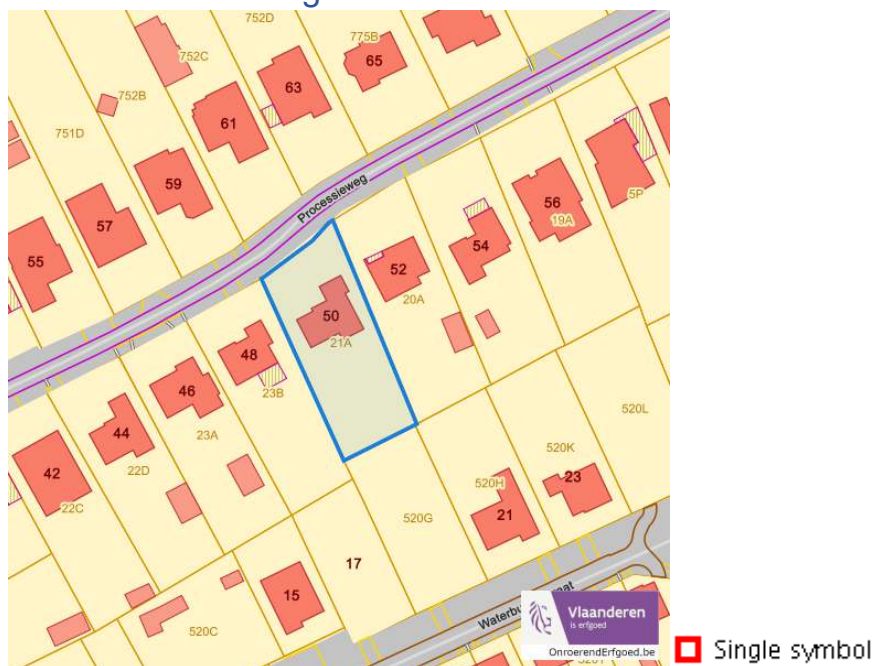 752D
752C
775B
65
63
752B
61
751D
59
Processieweg
56
19A
5P
57
54
55
52
20A
50
21A
48
23B
46
520L
23A
44
22D
520K
42
22C
520H
23
21
520G
17
15
520C
Vlaanderen
is erfgoed
OnroerendErfgoed.be
Single symbol